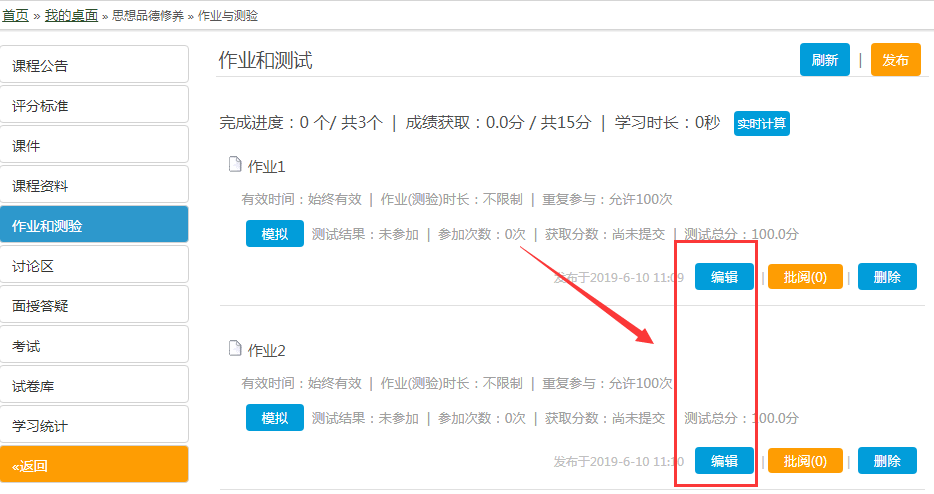 首页 » 我的桌面 » 思想品德修养 » 作业与测验
课程公告
评分标准
课件
课程资料
作业和测验
讨论区
面授答疑
考试
试卷库
学习统计
«返回
作业和测试
刷新 | 发布
完成进度：0 个/ 共3个 | 成绩获取：0.0分 / 共15分 | 学习时长：0秒 实时计算
作业1
有效时间：始终有效 | 作业(测验)时长：不限制 | 重复参与：允许100次
模拟 测试结果：未参加 | 参加次数：0次 | 获取分数：尚未提交 | 测试总分：100.0分
发布于2019-6-10 11:09 编辑 | 批阅(0) | 删除
作业2
有效时间：始终有效 | 作业(测验)时长：不限制 | 重复参与：允许100次
模拟 测试结果：未参加 | 参加次数：0次 | 获取分数：尚未提交 | 测试总分：100.0分
发布于2019-6-10 11:10 编辑 | 批阅(0) | 删除